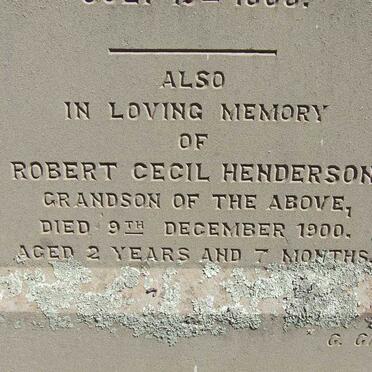 ALSO
IN LOVING MEMORY
OF
ROBERT CECIL HENDERSON
GRANDSON OF THE ABOVE,
DIED 9TH DECEMBER 1900.
AGED 2 YEARS AND 7 MONTHS.
G.